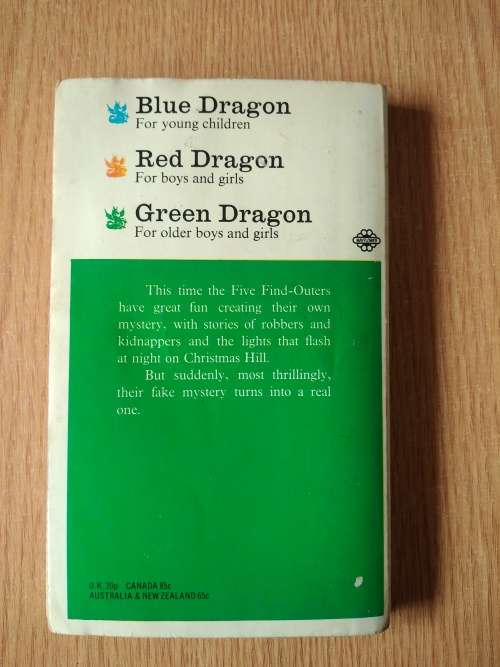 Blue Dragon
For young children
Red Dragon
For boys and girls
Green Dragon
For older boys and girls
MAYFLOWER
This time the Five Find-Outers
have great fun creating their own
mystery, with stories of robbers and
kidnappers and the lights that flash
at night on Christmas Hill.
But suddenly, most thrillingly,
their fake mystery turns into a real
one.
U.K. 20p CANADA 85c
AUSTRALIA & NEW ZEALAND 65c